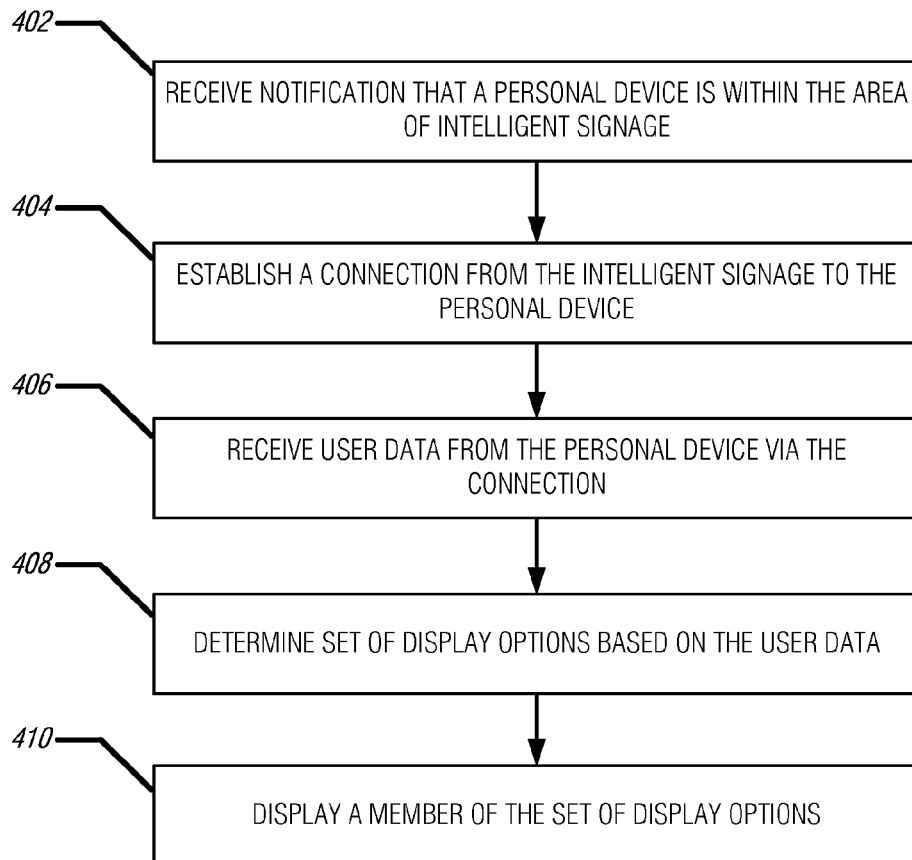 402
RECEIVE NOTIFICATION THAT A PERSONAL DEVICE IS WITHIN THE AREA
OF INTELLIGENT SIGNAGE
404
ESTABLISH A CONNECTION FROM THE INTELLIGENT SIGNAGE TO THE
PERSONAL DEVICE
406
RECEIVE USER DATA FROM THE PERSONAL DEVICE VIA THE
CONNECTION
408
DETERMINE SET OF DISPLAY OPTIONS BASED ON THE USER DATA
410
DISPLAY A MEMBER OF THE SET OF DISPLAY OPTIONS